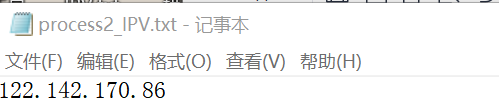 process2_IPV.txt - 记事本
文件(F) 编辑(E) 格式(O) 查看(V) 帮助(H)
122.142.170.86